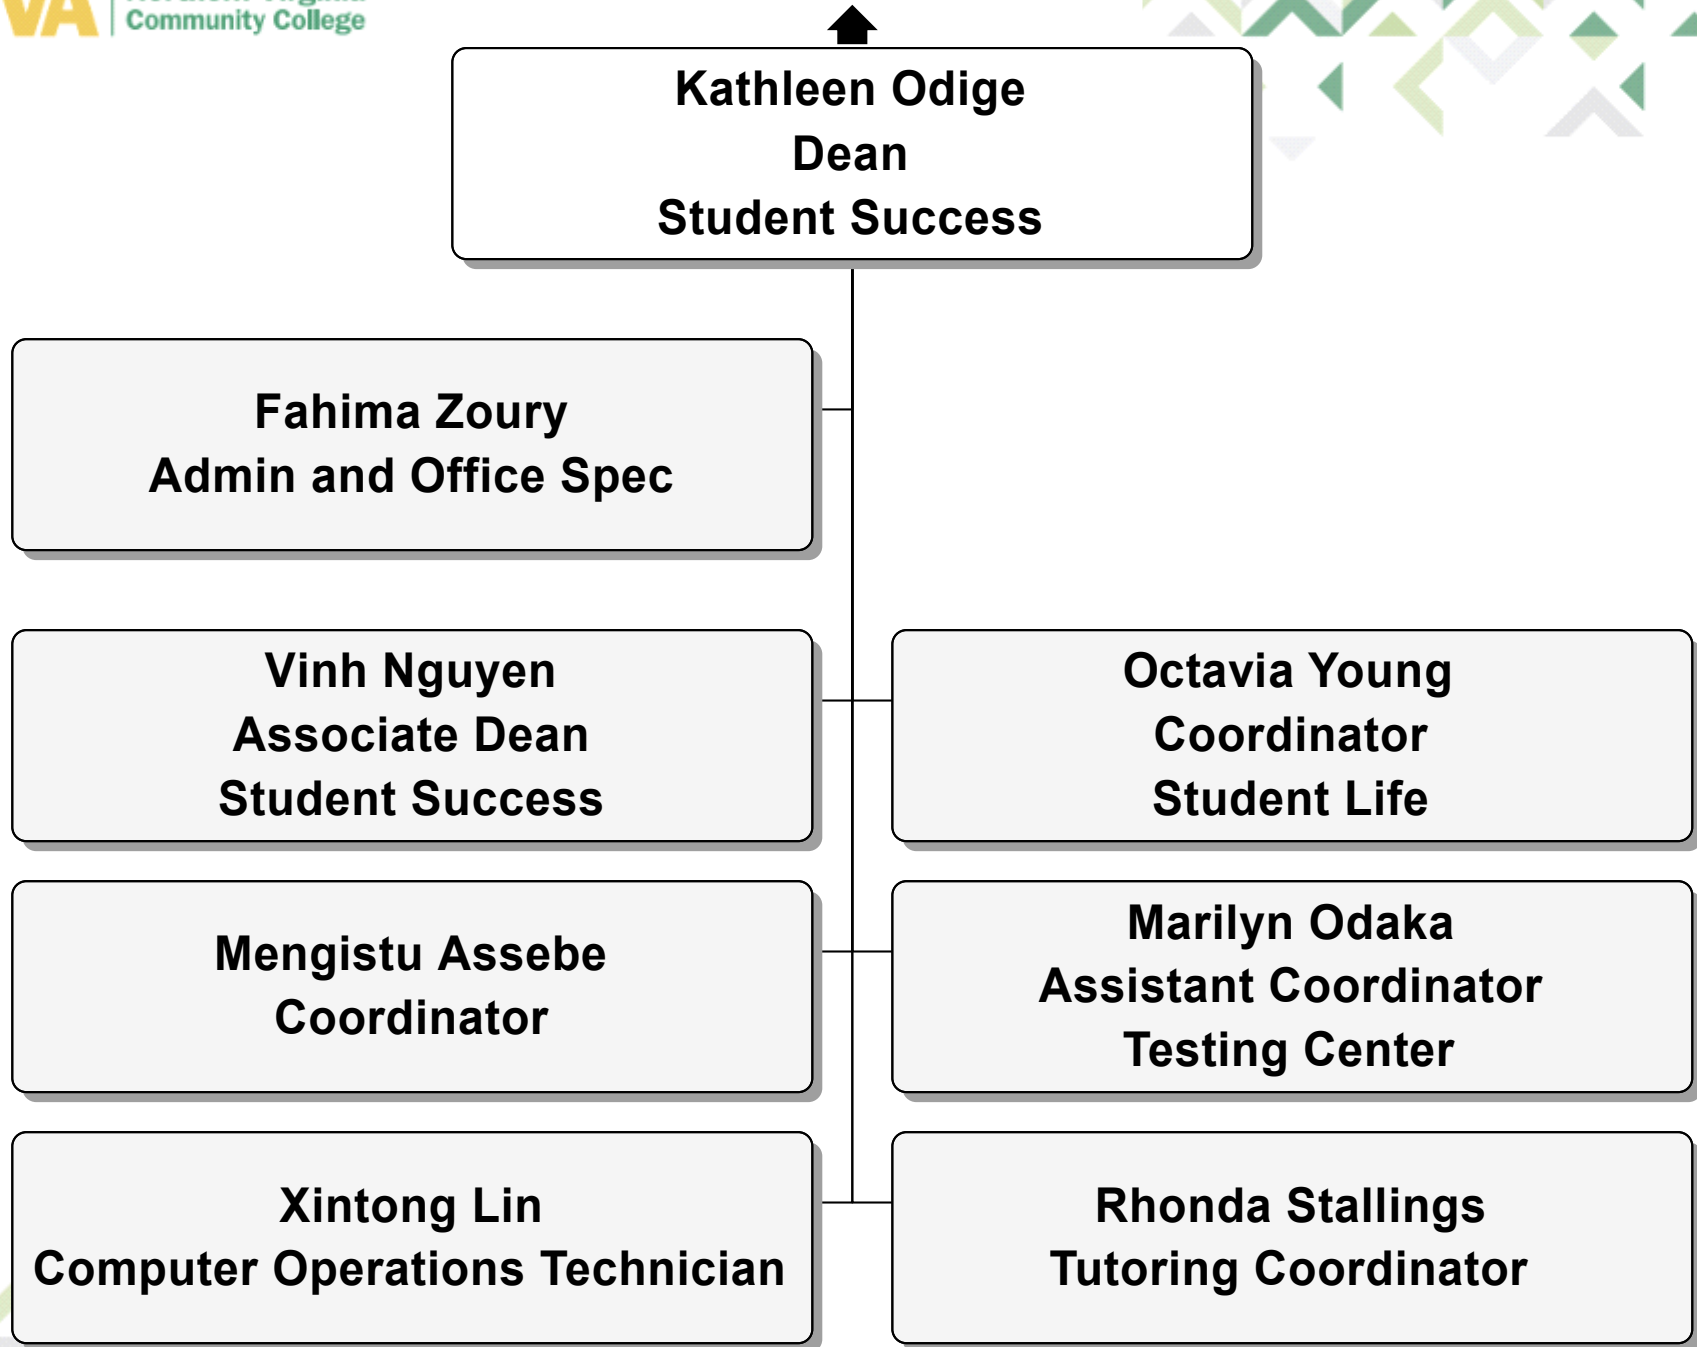 VA
Community College
Kathleen Odige
Dean
Student Success
Fahima Zoury
Admin and Office Spec
Vinh Nguyen
Associate Dean
Student Success
Octavia Young
Coordinator
Student Life
Mengistu Assebe
Coordinator
Marilyn Odaka
Assistant Coordinator
Testing Center
Xintong Lin
Computer Operations Technician
Rhonda Stallings
Tutoring Coordinator